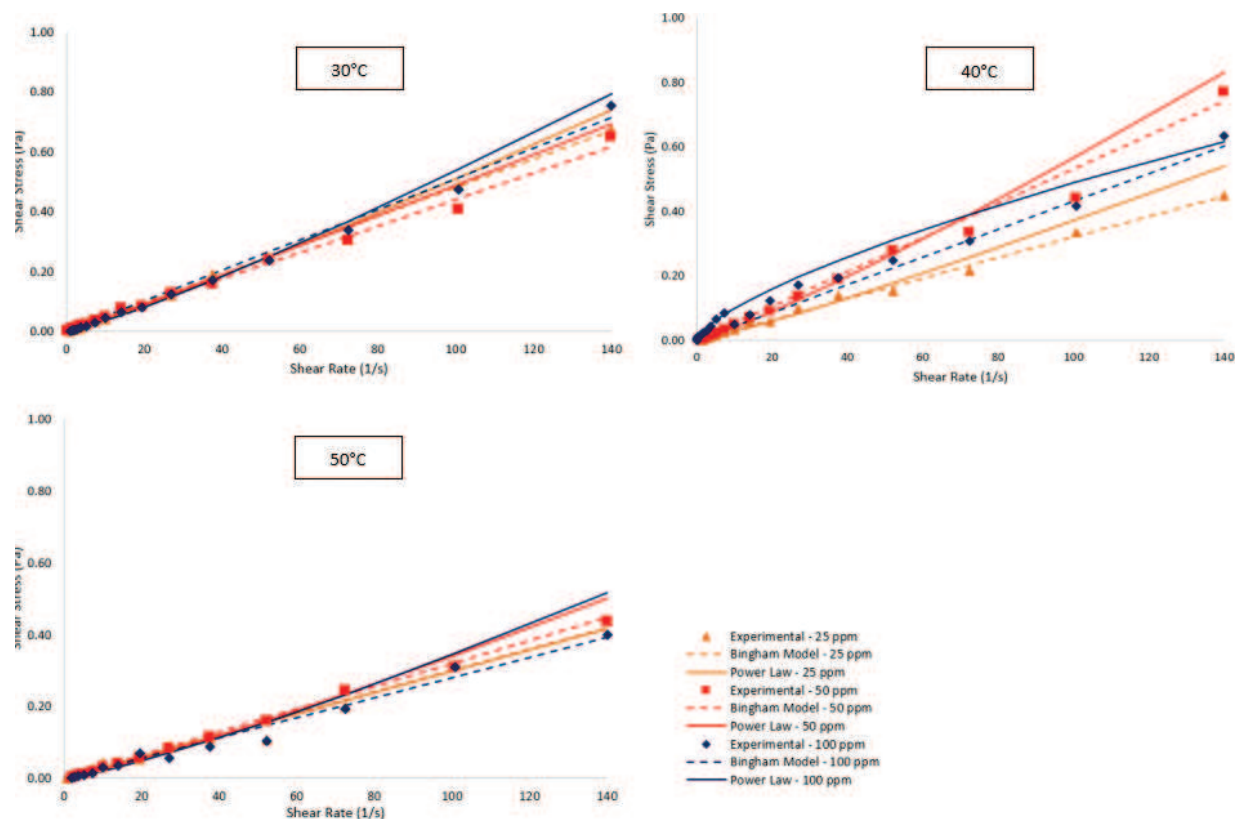 30°C
1.00
0.80
0.60
0.40
0.20
0.00
Shear Stress (Pa)
0 20 40 60 80 100 120 140
Shear Rate (1/s)
40°C
1.00
0.80
0.60
0.40
0.20
0.00
Shear Stress (Pa)
0 20 40 60 80 100 120 140
Shear Rate (1/s)
50°C
1.00
0.80
0.60
0.40
0.20
0.00
Shear Stress (Pa)
0 20 40 60 80 100 120 140
Shear Rate (1/s)
Experimental - 25 ppm
Bingham Model - 25 ppm
Power Law - 25 ppm
Experimental - 50 ppm
Bingham Model - 50 ppm
Power Law - 50 ppm
Experimental - 100 ppm
Bingham Model - 100 ppm
Power Law - 100 ppm